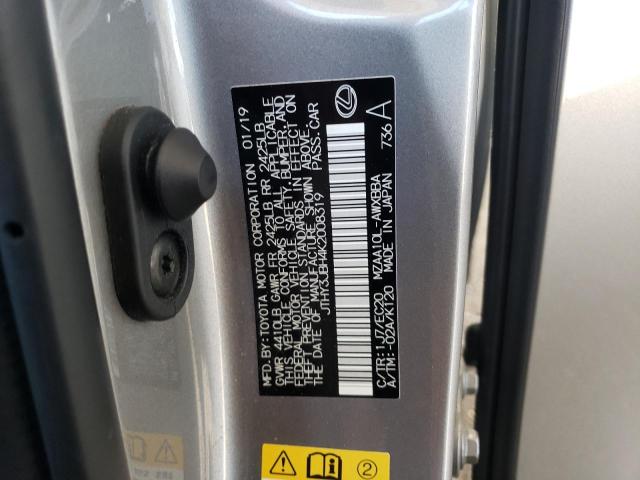 MFD.BY:TOYOTA MOTOR CORPORATION 01/19
GVWR 4410LB GAWR FR 2425LB RR 2425LB
THIS VEHICLE CONFORMS TO ALL APPLICABLE
FEDERAL MOTOR VEHICLE SAFETY,BUMPER,AND
THEFT PREVENTION STANDARDS IN EFFECT ON
THE DATE OF MANUFACTURE SHOWN ABOVE.
JTHY3JBH4K2008319 PASS.CAR
C/TR:1J7/EC20 MZAA10L-AWXBBA
A/TM:-02A/K120 MADE IN JAPAN 736 A
2